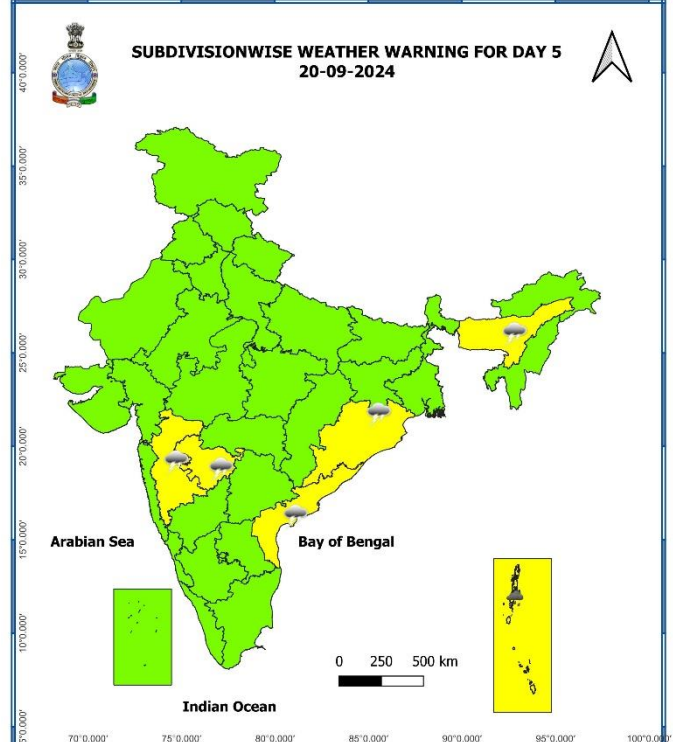 SUBDIVISIONWISE WEATHER WARNING FOR DAY 5
20-09-2024
40°0.000'
35°0.000'
30°0.000'
25°0.000'
20°0.000'
15°0.000'
10°0.000'
5°0.000'
Arabian Sea
Bay of Bengal
0 250 500 km
Indian Ocean
70°0.000' 75°0.000' 80°0.000' 85°0.000' 90°0.000' 95°0.000' 100°0.000'